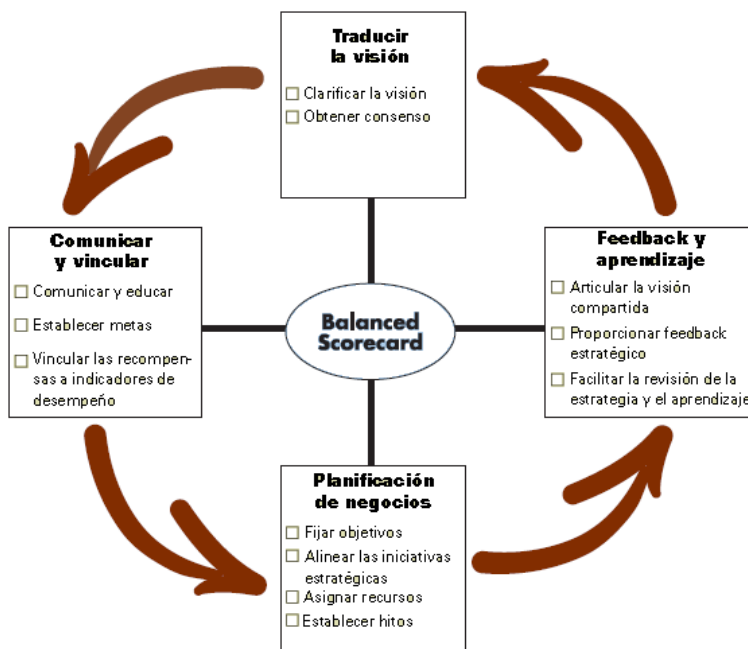 Traducir
la visión
Clarificar la visión
Obtener consenso
Comunicar
y vincular
Comunicar y educar
Establecer metas
Vincular las recompen-
sas a indicadores de
desempeño
Balanced
Scorecard
Feedback y
aprendizaje
Articular la visión
compartida
Proporcionar feedback
estratégico
Facilitar la revisión de la
estrategia y el aprendizaje
Planificación
de negocios
Fijar objetivos
Alinear las iniciativas
estratégicas
Asignar recursos
Establecer hitos